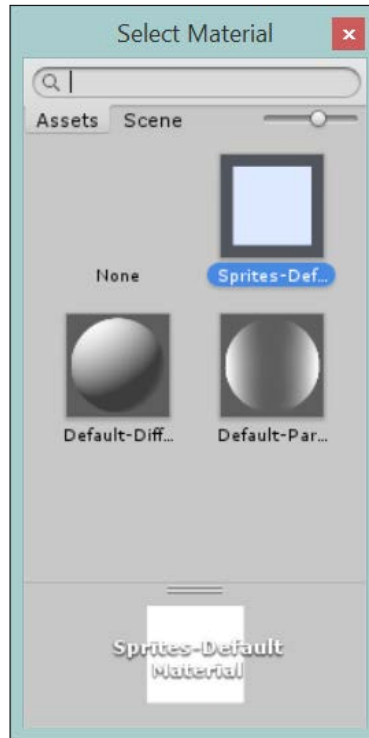 Select Material
Assets Scene
None Sprites-Def...
Default-Diff... Default-Par...
Sprites-Default
Material